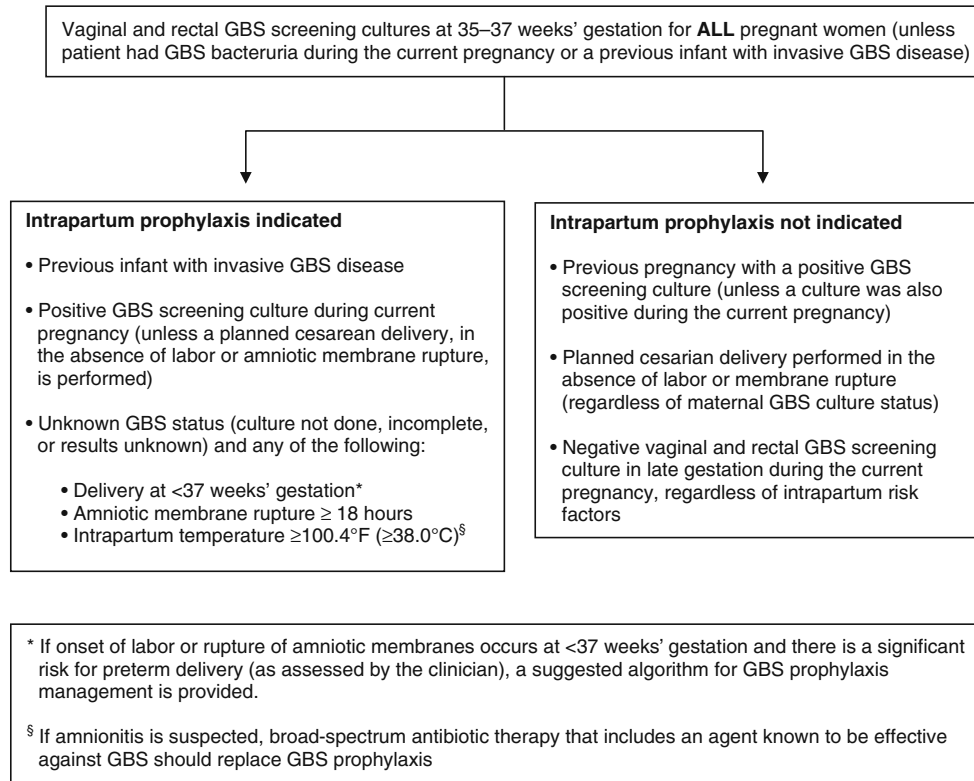 Vaginal and rectal GBS screening cultures at 35–37 weeks' gestation for ALL pregnant women (unless
patient had GBS bacteruria during the current pregnancy or a previous infant with invasive GBS disease)
Intrapartum prophylaxis indicated
• Previous infant with invasive GBS disease
• Positive GBS screening culture during current
pregnancy (unless a planned cesarean delivery, in
the absence of labor or amniotic membrane rupture,
is performed)
• Unknown GBS status (culture not done, incomplete,
or results unknown) and any of the following:
• Delivery at <37 weeks' gestation*
• Amniotic membrane rupture ≥ 18 hours
• Intrapartum temperature ≥100.4°F (≥38.0°C)§
Intrapartum prophylaxis not indicated
• Previous pregnancy with a positive GBS
screening culture (unless a culture was also
positive during the current pregnancy)
• Planned cesarian delivery performed in the
absence of labor or membrane rupture
(regardless of maternal GBS culture status)
• Negative vaginal and rectal GBS screening
culture in late gestation during the current
pregnancy, regardless of intrapartum risk
factors
* If onset of labor or rupture of amniotic membranes occurs at <37 weeks' gestation and there is a significant
risk for preterm delivery (as assessed by the clinician), a suggested algorithm for GBS prophylaxis
management is provided.
§ If amnionitis is suspected, broad-spectrum antibiotic therapy that includes an agent known to be effective
against GBS should replace GBS prophylaxis